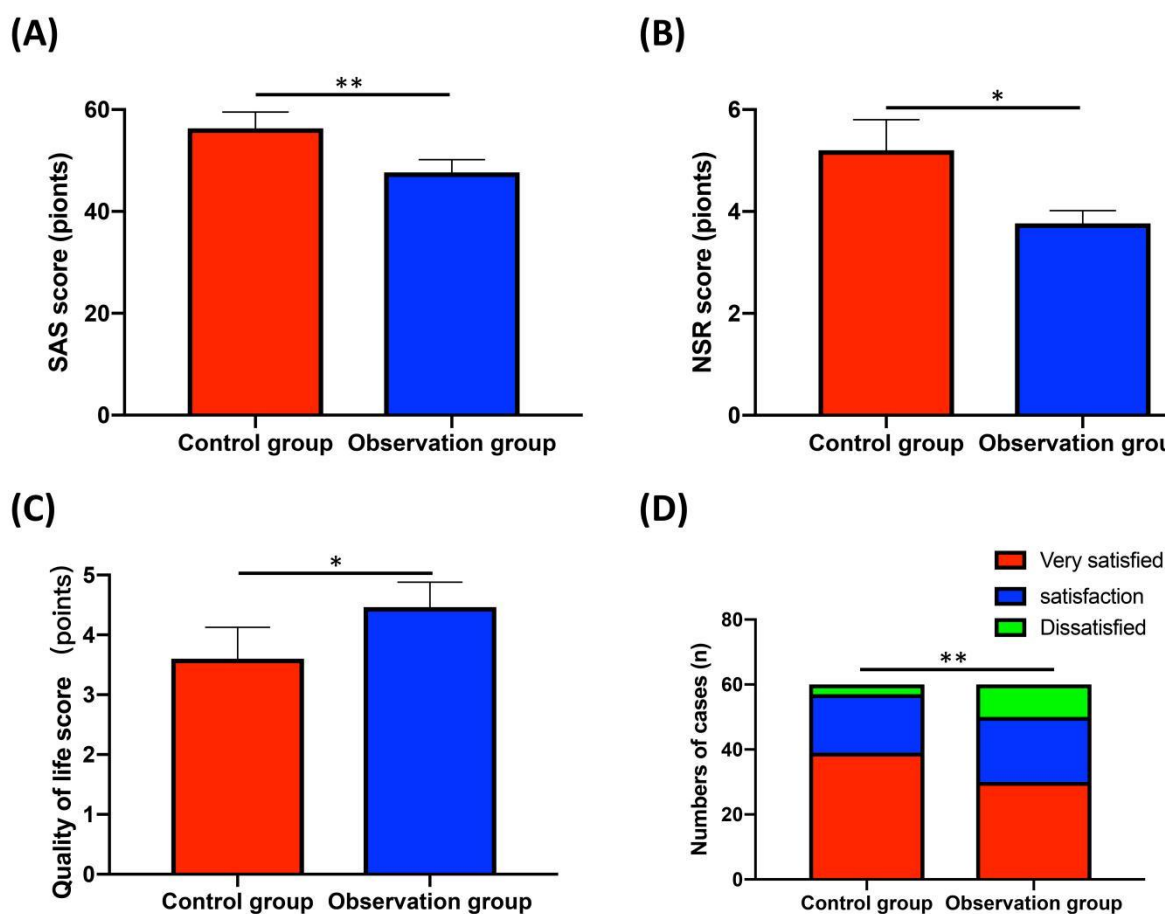 (A)
**
SAS score (pionts)
60
40
20
0
Control group
Observation group
(B)
*
NSR score (pionts)
6
4
2
0
Control group
Observation grou
(C)
*
Quality of life score (points)
5
4
3
2
1
0
Control group
Observation group
(D)
Very satisfied
satisfaction
Dissatisfied
**
Numbers of cases (n)
80
60
40
20
0
Control group
Observation group